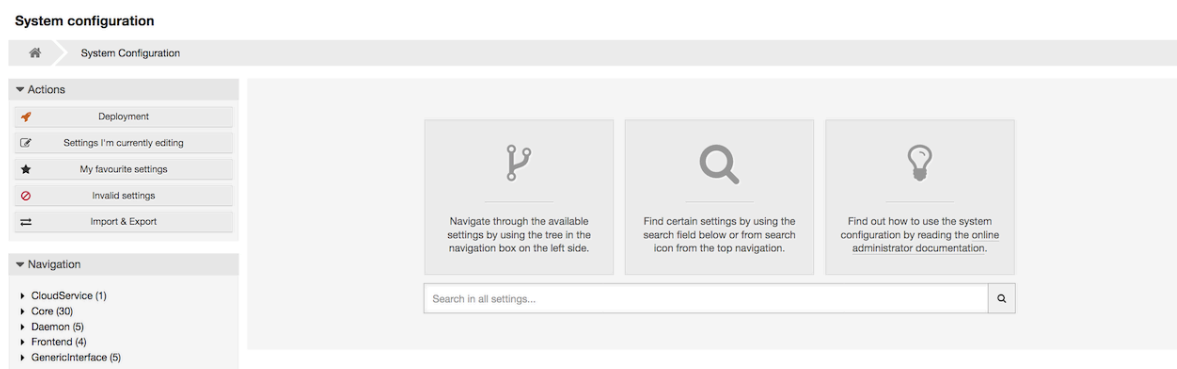 System configuration
System Configuration
Actions
Deployment
Settings I'm currently editing
My favourite settings
Invalid settings
Import & Export
Navigation
CloudService (1)
Core (30)
Daemon (5)
Frontend (4)
GenericInterface (5)
Navigate through the available
settings by using the tree in the
navigation box on the left side.
Find certain settings by using the
search field below or from search
icon from the top navigation.
Find out how to use the system
configuration by reading the online
administrator documentation.
Search in all settings...